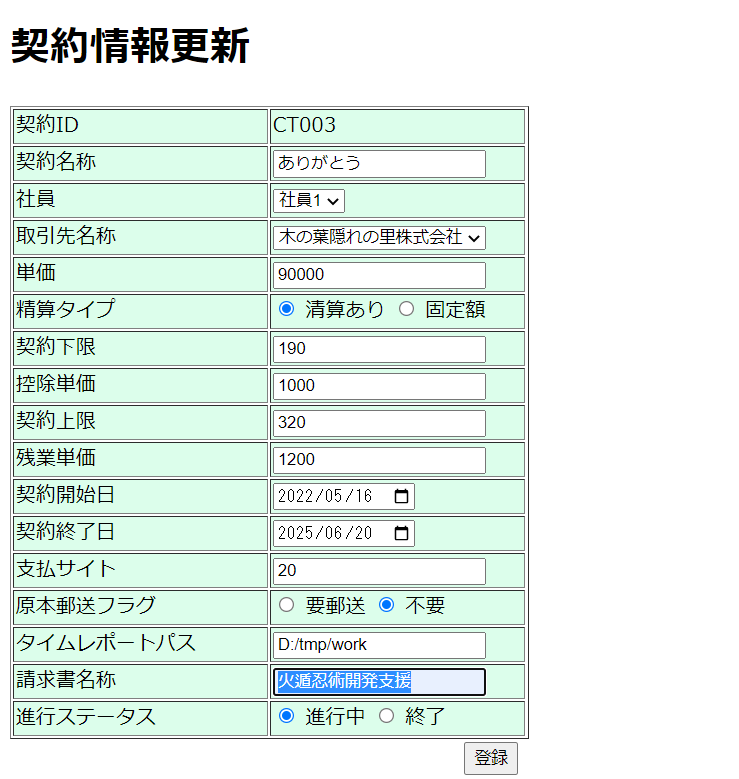 契約情報更新
契約ID CT003
契約名称 ありがとう
社員 社員1
取引先名称 木の葉隠れの里株式会社
単価 90000
精算タイプ 清算あり 固定額
契約下限 190
控除単価 1000
契約上限 320
残業単価 1200
契約開始日 2022/05/16
契約終了日 2025/06/20
支払サイト 20
原本郵送フラグ 要郵送 不要
タイムレポートパス D:/tmp/work
請求書名称 火遁忍術開発支援
進行ステータス 進行中 終了
登録